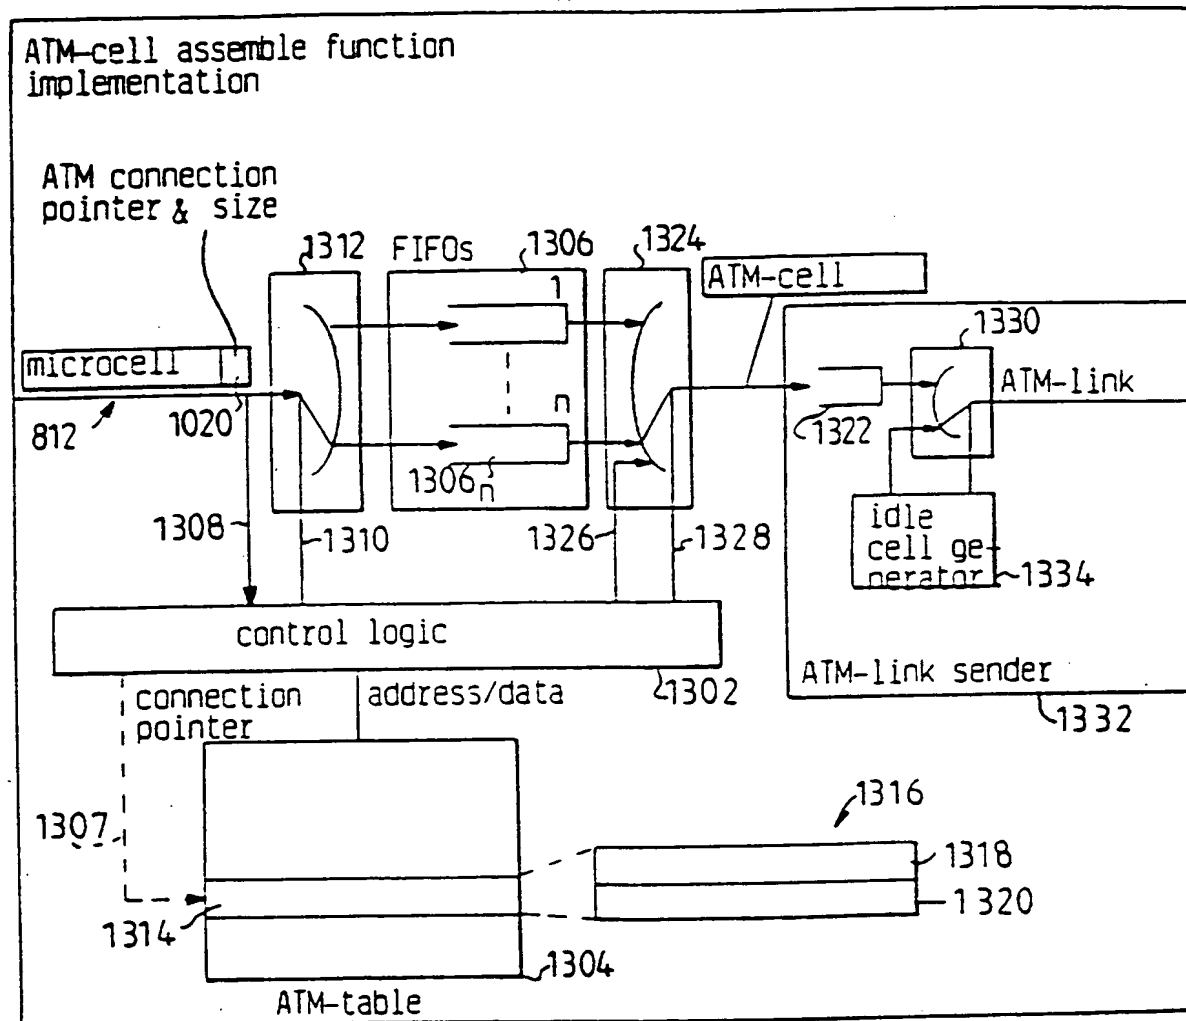 ATM-cell assemble function
implementation
ATM connection
pointer & size
1312
FIFOs
1306
1324
ATM-cell
1
1330
microcell
ATM-link
n
812
1020
1322
1306n
1308
1310
1326
1328
idle
cell ge-
nerator
1334
control logic
connection
pointer
address/data
1302
ATM-link sender
1332
1307
1316
1318
1320
1314
1304
ATM-table